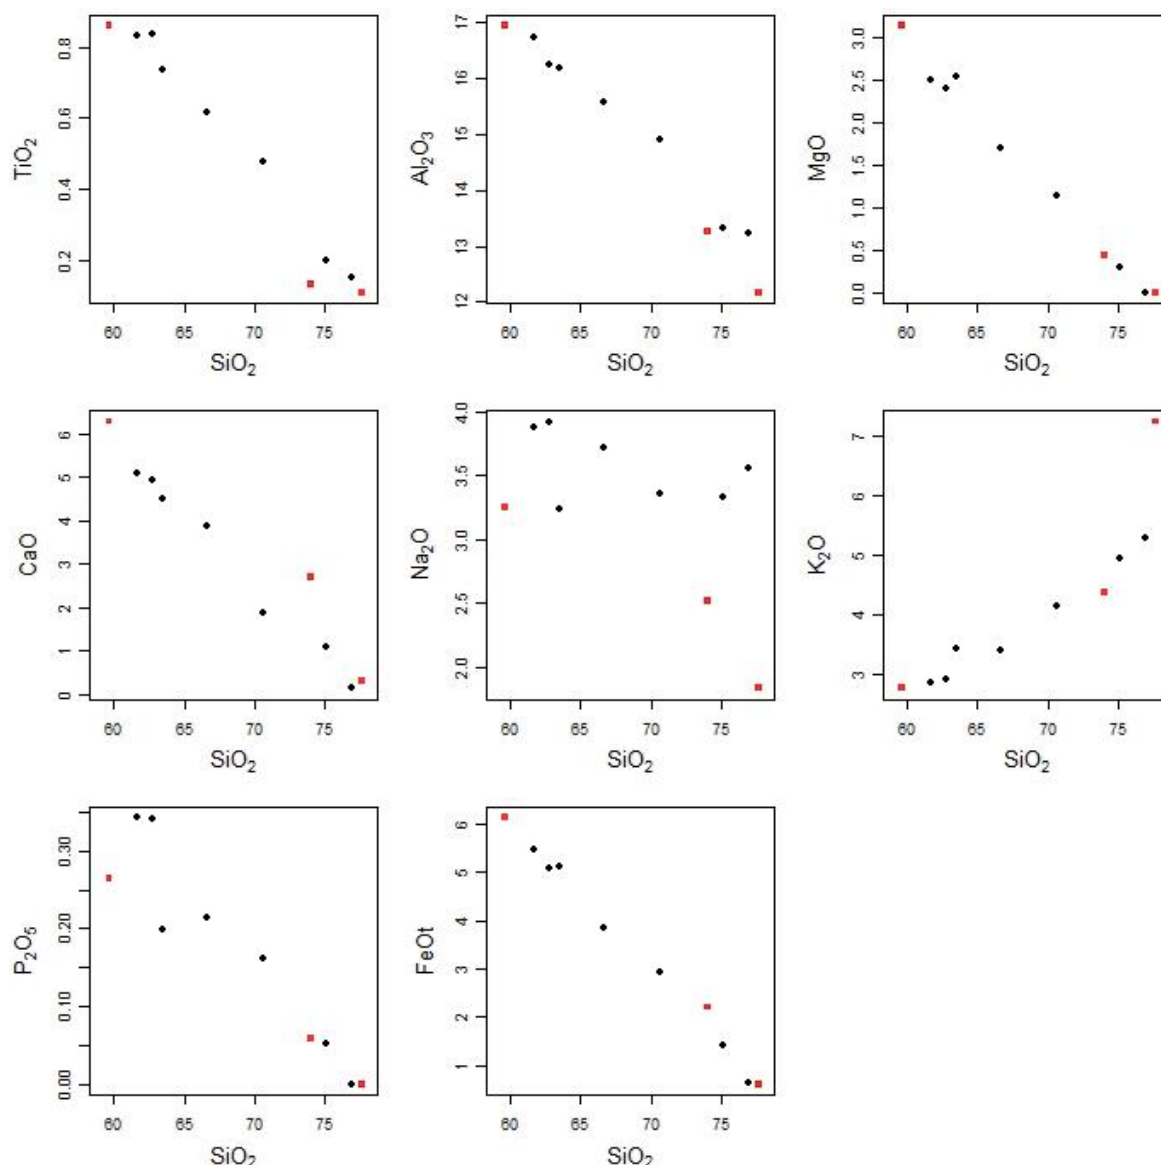 TiO₂
0.8
0.6
0.4
0.2
60 65 70 75
SiO₂
Al₂O₃
17
16
15
14
13
12
60 65 70 75
SiO₂
MgO
3.0
2.5
2.0
1.5
1.0
0.5
0.0
60 65 70 75
SiO₂
CaO
6
5
4
3
2
1
0
60 65 70 75
SiO₂
Na₂O
4.0
3.5
3.0
2.5
2.0
60 65 70 75
SiO₂
K₂O
7
6
5
4
3
60 65 70 75
SiO₂
P₂O₅
0.30
0.20
0.10
0.00
60 65 70 75
SiO₂
FeOt
6
5
4
3
2
1
60 65 70 75
SiO₂